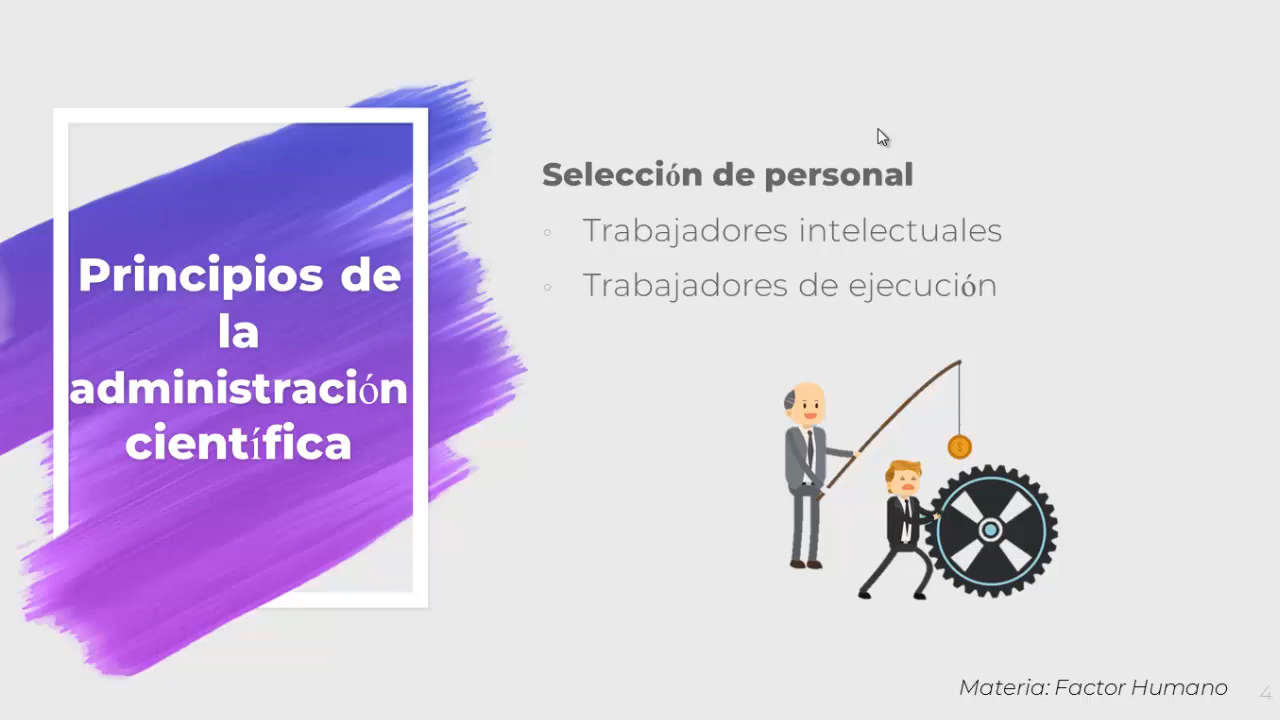 Principios de
la
administración
científica
Selección de personal
◦ Trabajadores intelectuales
◦ Trabajadores de ejecución
$
Materia: Factor Humano
4